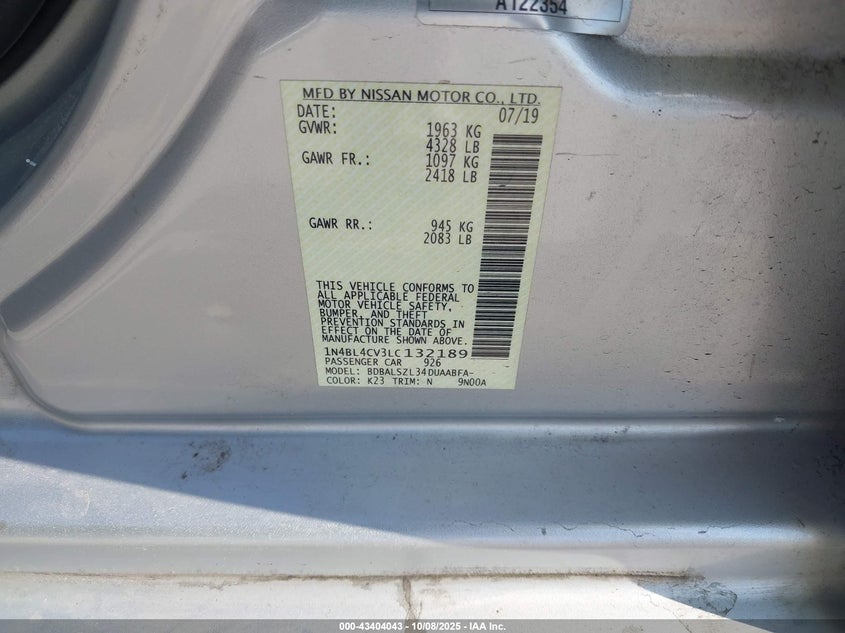 A122354
MFD BY NISSAN MOTOR CO., LTD.
DATE: 07/19
GVWR: 1963 KG
4328 LB
GAWR FR.: 1097 KG
2418 LB
GAWR RR.: 945 KG
2083 LB
THIS VEHICLE CONFORMS TO
ALL APPLICABLE FEDERAL
MOTOR VEHICLE SAFETY,
BUMPER, AND THEFT
PREVENTION STANDARDS IN
EFFECT ON THE DATE OF
MANUFACTURE SHOWN ABOVE.
1N4BL4CV3LC132189
PASSENGER CAR 926
MODEL: BDBALSZL34DUAABFA-
COLOR: K23 TRIM: N 9N00A
000-43404043 - 10/08/2025 - IAA Inc.